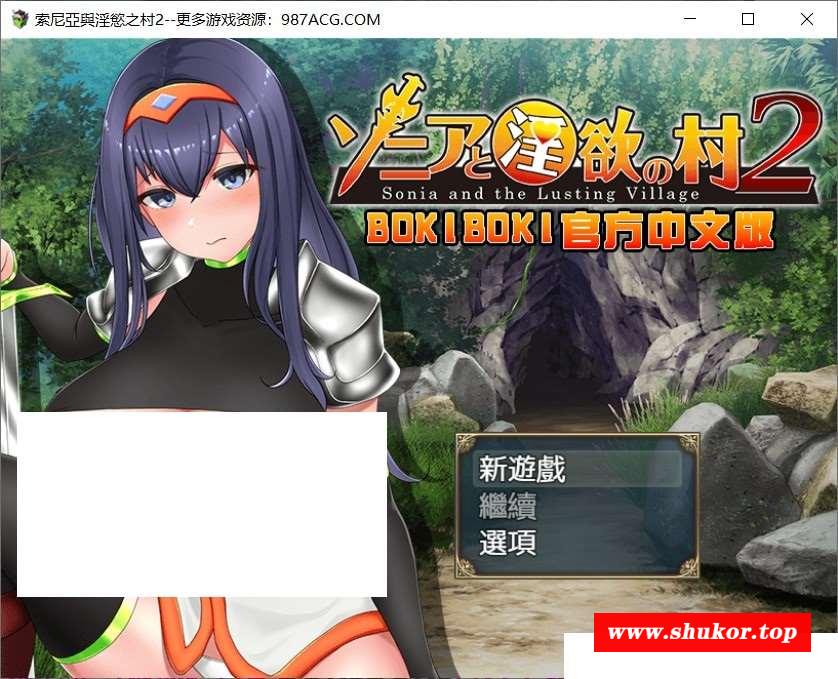 索尼亞與淫慾之村2--更多游戏资源：987ACG.COM
ソニアと淫欲の村2
Sonia and the Lusting Village
BOKIBOKI官方中文版
新遊戲
繼續
選項
www.shukor.top